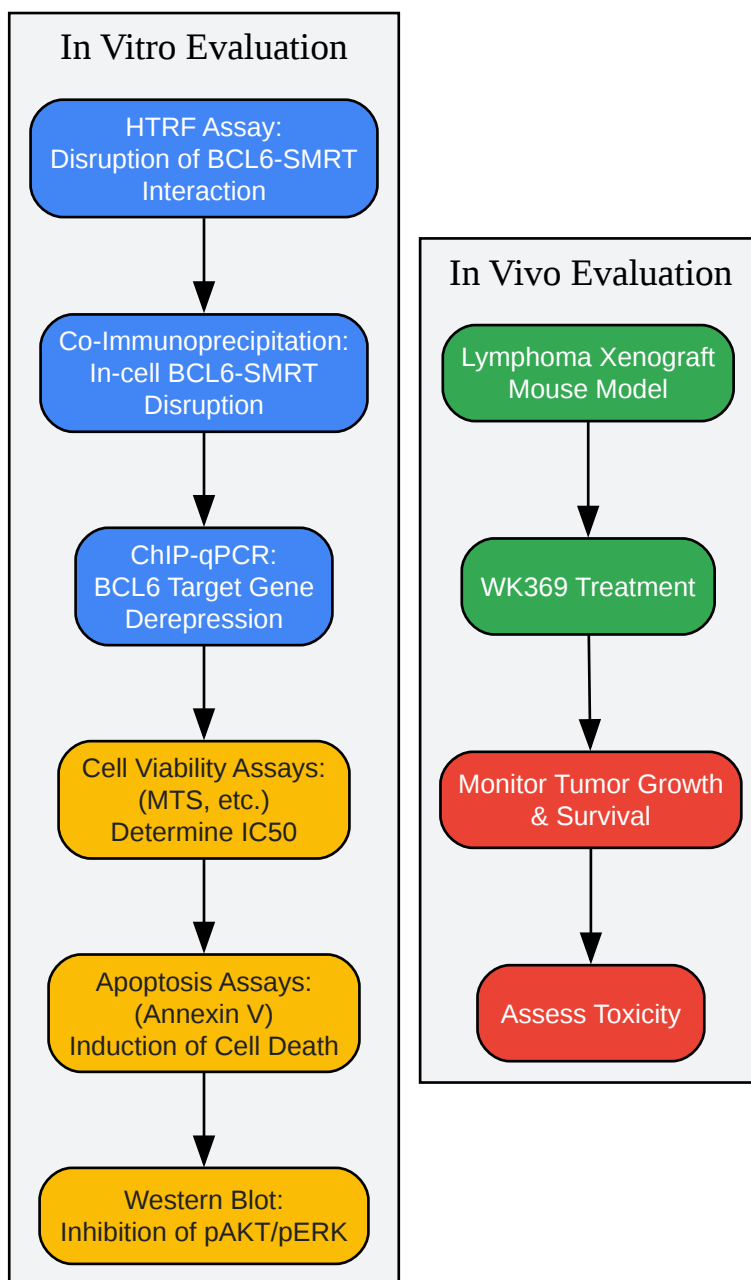 In Vitro Evaluation
HTRF Assay:
Disruption of BCL6-SMRT
Interaction
Co-Immunoprecipitation:
In-cell BCL6-SMRT
Disruption
ChIP-qPCR:
BCL6 Target Gene
Derepression
Cell Viability Assays:
(MTS, etc.)
Determine IC50
Apoptosis Assays:
(Annexin V)
Induction of Cell Death
Western Blot:
Inhibition of pAKT/pERK
In Vivo Evaluation
Lymphoma Xenograft
Mouse Model
WK369 Treatment
Monitor Tumor Growth
& Survival
Assess Toxicity